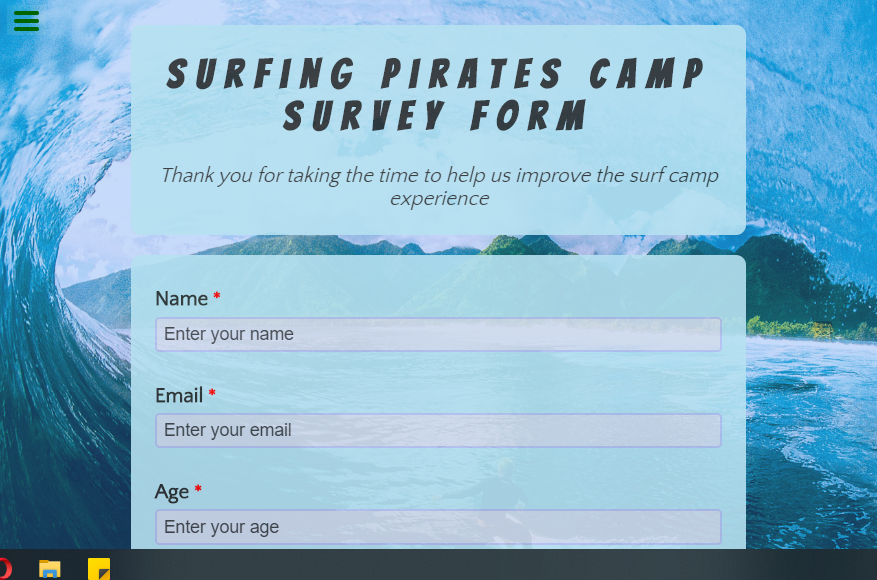 SURFING PIRATES CAMP
SURVEY FORM
Thank you for taking the time to help us improve the surf camp
experience
Name *
Enter your name
Email *
Enter your email
Age *
Enter your age